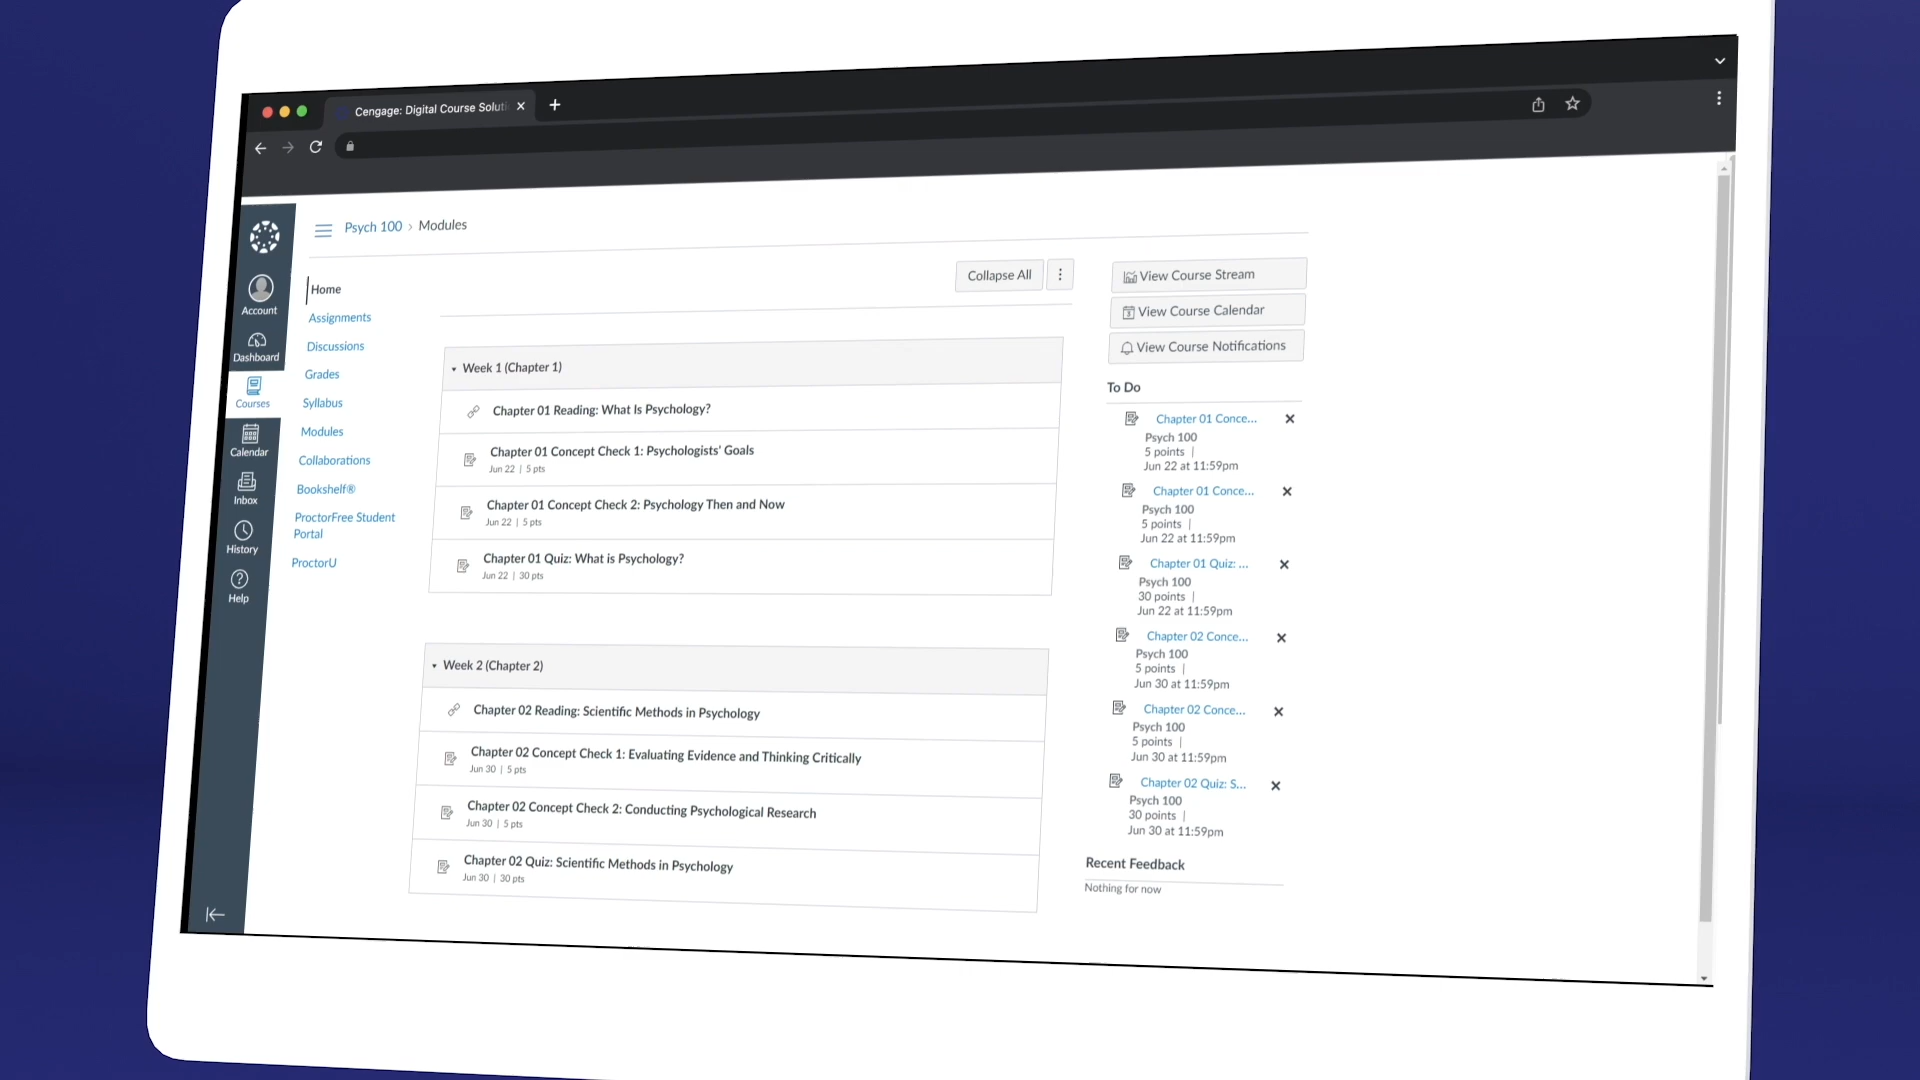 Cengage: Digital Course Soluti
Psych 100 › Modules
Account
Dashboard
Courses
Calendar
Inbox
History
Help
Home
Assignments
Discussions
Grades
Syllabus
Modules
Collaborations
Bookshelf®
ProctorFree Student
Portal
ProctorU
Collapse All
Week 1 (Chapter 1)
Chapter 01 Reading: What Is Psychology?
Chapter 01 Concept Check 1: Psychologists' Goals
Jun 22 | 5 pts
Chapter 01 Concept Check 2: Psychology Then and Now
Jun 22 | 5 pts
Chapter 01 Quiz: What is Psychology?
Jun 22 | 30 pts
Week 2 (Chapter 2)
Chapter 02 Reading: Scientific Methods in Psychology
Chapter 02 Concept Check 1: Evaluating Evidence and Thinking Critically
Jun 30 | 5 pts
Chapter 02 Concept Check 2: Conducting Psychological Research
Jun 30 | 5 pts
Chapter 02 Quiz: Scientific Methods in Psychology
Jun 30 | 30 pts
View Course Stream
View Course Calendar
View Course Notifications
To Do
Chapter 01 Conce...
Psych 100
5 points |
Jun 22 at 11:59pm
Chapter 01 Conce...
Psych 100
5 points |
Jun 22 at 11:59pm
Chapter 01 Quiz: ...
Psych 100
30 points |
Jun 22 at 11:59pm
Chapter 02 Conce...
Psych 100
5 points |
Jun 30 at 11:59pm
Chapter 02 Conce...
Psych 100
5 points |
Jun 30 at 11:59pm
Chapter 02 Quiz: S...
Psych 100
30 points |
Jun 30 at 11:59pm
Recent Feedback
Nothing for now